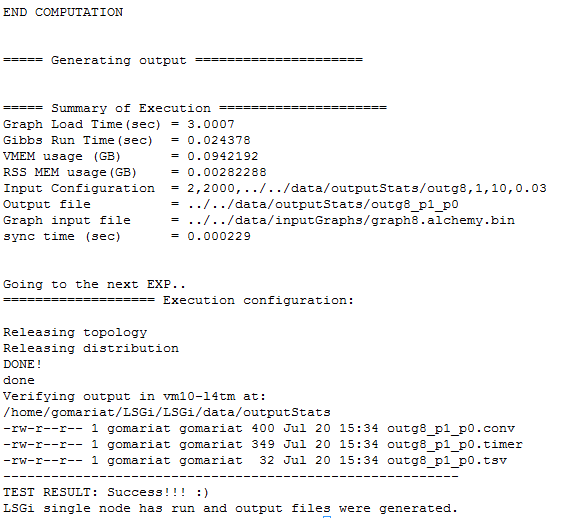 END COMPUTATION
===== Generating output =====================
===== Summary of Execution =====================
Graph Load Time(sec) = 3.0007
Gibbs Run Time(sec)  = 0.024378
VMEM usage (GB)      = 0.0942192
RSS MEM usage(GB)    = 0.00282288
Input Configuration  = 2,2000,../../data/outputStats/outg8,1,10,0.03
Output file          = ../../data/outputStats/outg8_p1_p0
Graph input file     = ../../data/inputGraphs/graph8.alchemy.bin
sync time (sec)      = 0.000229
Going to the next EXP..
=================== Execution configuration:
Releasing topology
Releasing distribution
DONE!
done
Verifying output in vm10-l4tm at:
/home/gomariat/LSGi/LSGi/data/outputStats
-rw-r--r-- 1 gomariat gomariat 400 Jul 20 15:34 outg8_p1_p0.conv
-rw-r--r-- 1 gomariat gomariat 349 Jul 20 15:34 outg8_p1_p0.timer
-rw-r--r-- 1 gomariat gomariat  32 Jul 20 15:34 outg8_p1_p0.tsv
---------------------------------------------------------
TEST RESULT: Success!!! :)
LSGi single node has run and output files were generated.